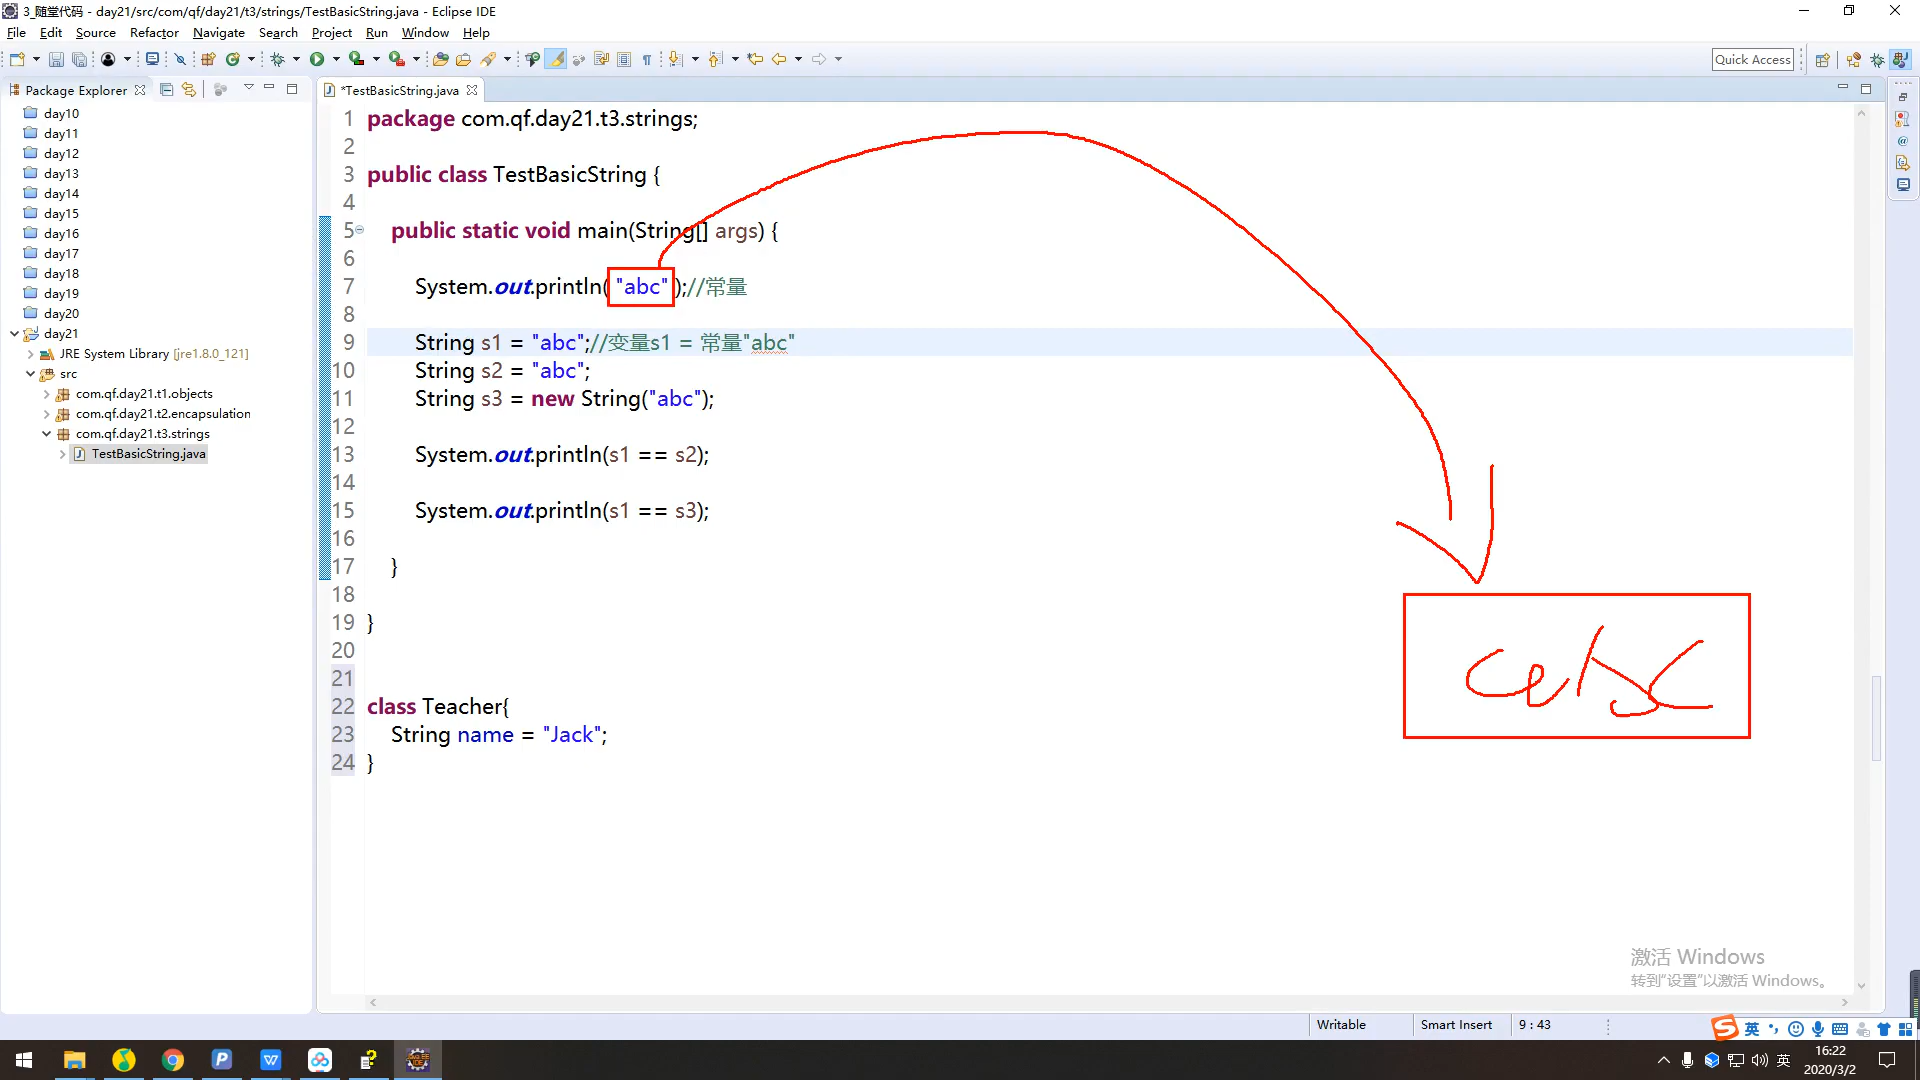 3_随堂代码 - day21/src/com/qf/day21/t3/strings/TestBasicString.java - Eclipse IDE
File Edit Source Refactor Navigate Search Project Run Window Help
Quick Access
Package Explorer
day10
day11
day12
day13
day14
day15
day16
day17
day18
day19
day20
day21
JRE System Library [jre1.8.0_121]
src
com.qf.day21.t1.objects
com.qf.day21.t2.encapsulation
com.qf.day21.t3.strings
TestBasicString.java
*TestBasicString.java
1 package com.qf.day21.t3.strings;
2
3 public class TestBasicString {
4
5 public static void main(String[] args) {
6
7 System.out.println("abc");//常量
8
9 String s1 = "abc";//变量s1 = 常量"abc"
10 String s2 = "abc";
11 String s3 = new String("abc");
12
13 System.out.println(s1 == s2);
14
15 System.out.println(s1 == s3);
16
17 }
18
19 }
20
21
22 class Teacher{
23 String name = "Jack";
24 }
激活 Windows
转到“设置”以激活 Windows。
Writable Smart Insert 9 : 43
英
英
16:22
2020/3/2